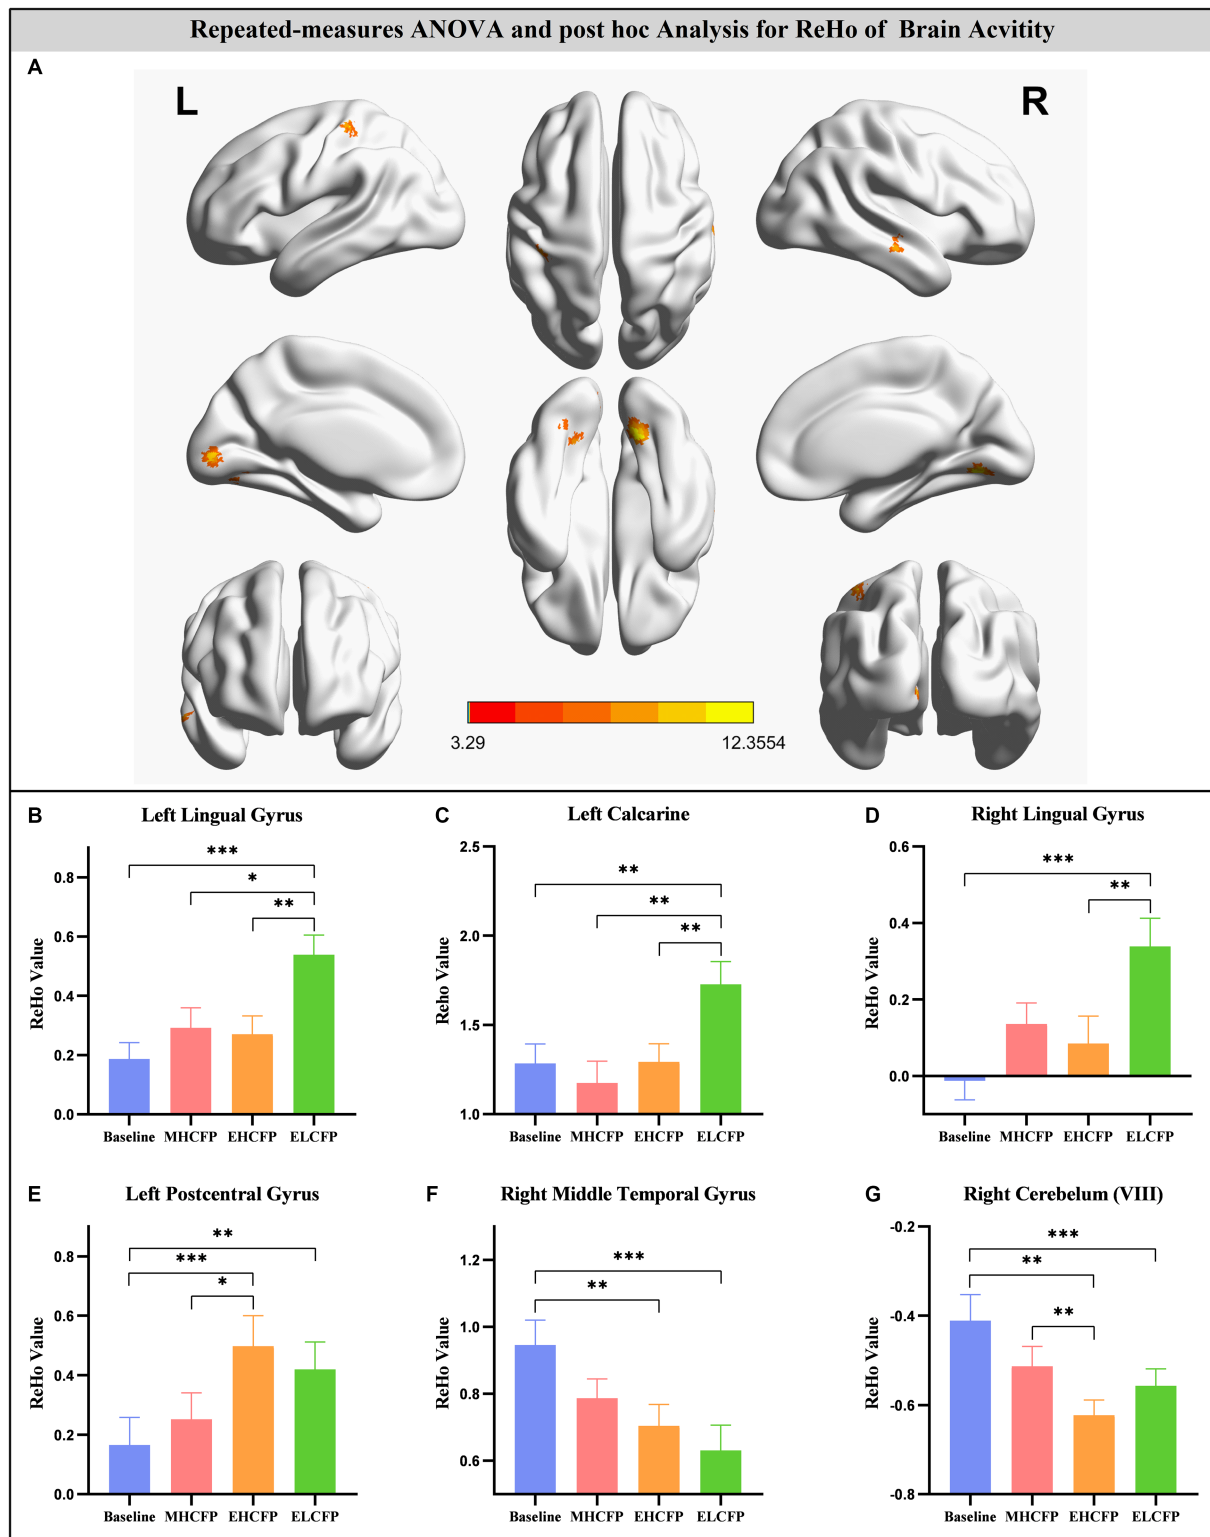 Repeated-measures ANOVA and post hoc Analysis for ReHo of Brain Acvitity
A
L
R
3.29
12.3554
B
Left Lingual Gyrus
ReHo Value
0.8
0.6
0.4
0.2
0.0
***
*
**
Baseline MHCFP EHCFP ELCFP
C
Left Calcarine
Reho Value
2.5
2.0
1.5
1.0
**
**
**
Baseline MHCFP EHCFP ELCFP
D
Right Lingual Gyrus
ReHo Value
0.6
0.4
0.2
0.0
***
**
Baseline MHCFP EHCFP ELCFP
E
Left Postcentral Gyrus
ReHo Value
0.8
0.6
0.4
0.2
0.0
**
***
*
Baseline MHCFP EHCFP ELCFP
F
Right Middle Temporal Gyrus
ReHo Value
1.2
1.0
0.8
0.6
***
**
Baseline MHCFP EHCFP ELCFP
G
Right Cerebelum (VIII)
ReHo Value
-0.2
-0.4
-0.6
-0.8
***
**
**
Baseline MHCFP EHCFP ELCFP